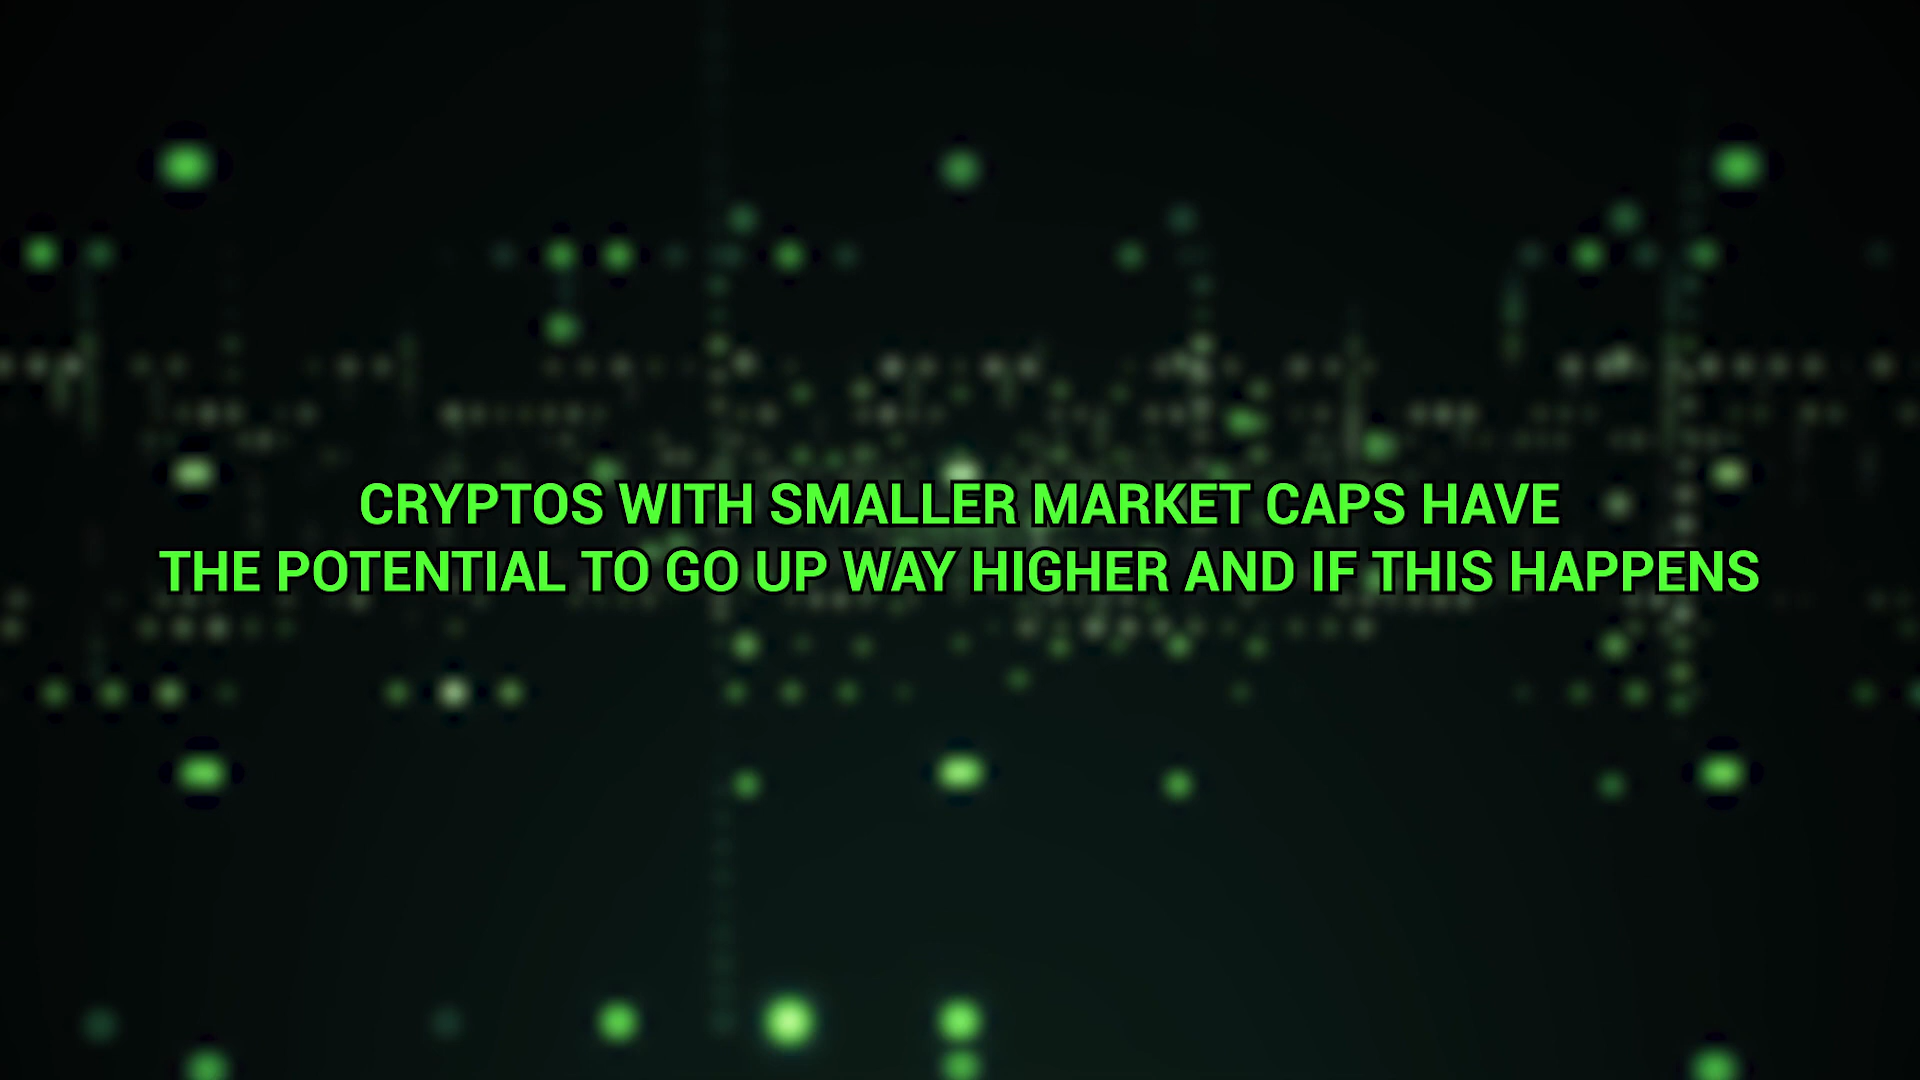 CRYPTOS WITH SMALLER MARKET CAPS HAVE
THE POTENTIAL TO GO UP WAY HIGHER AND IF THIS HAPPENS